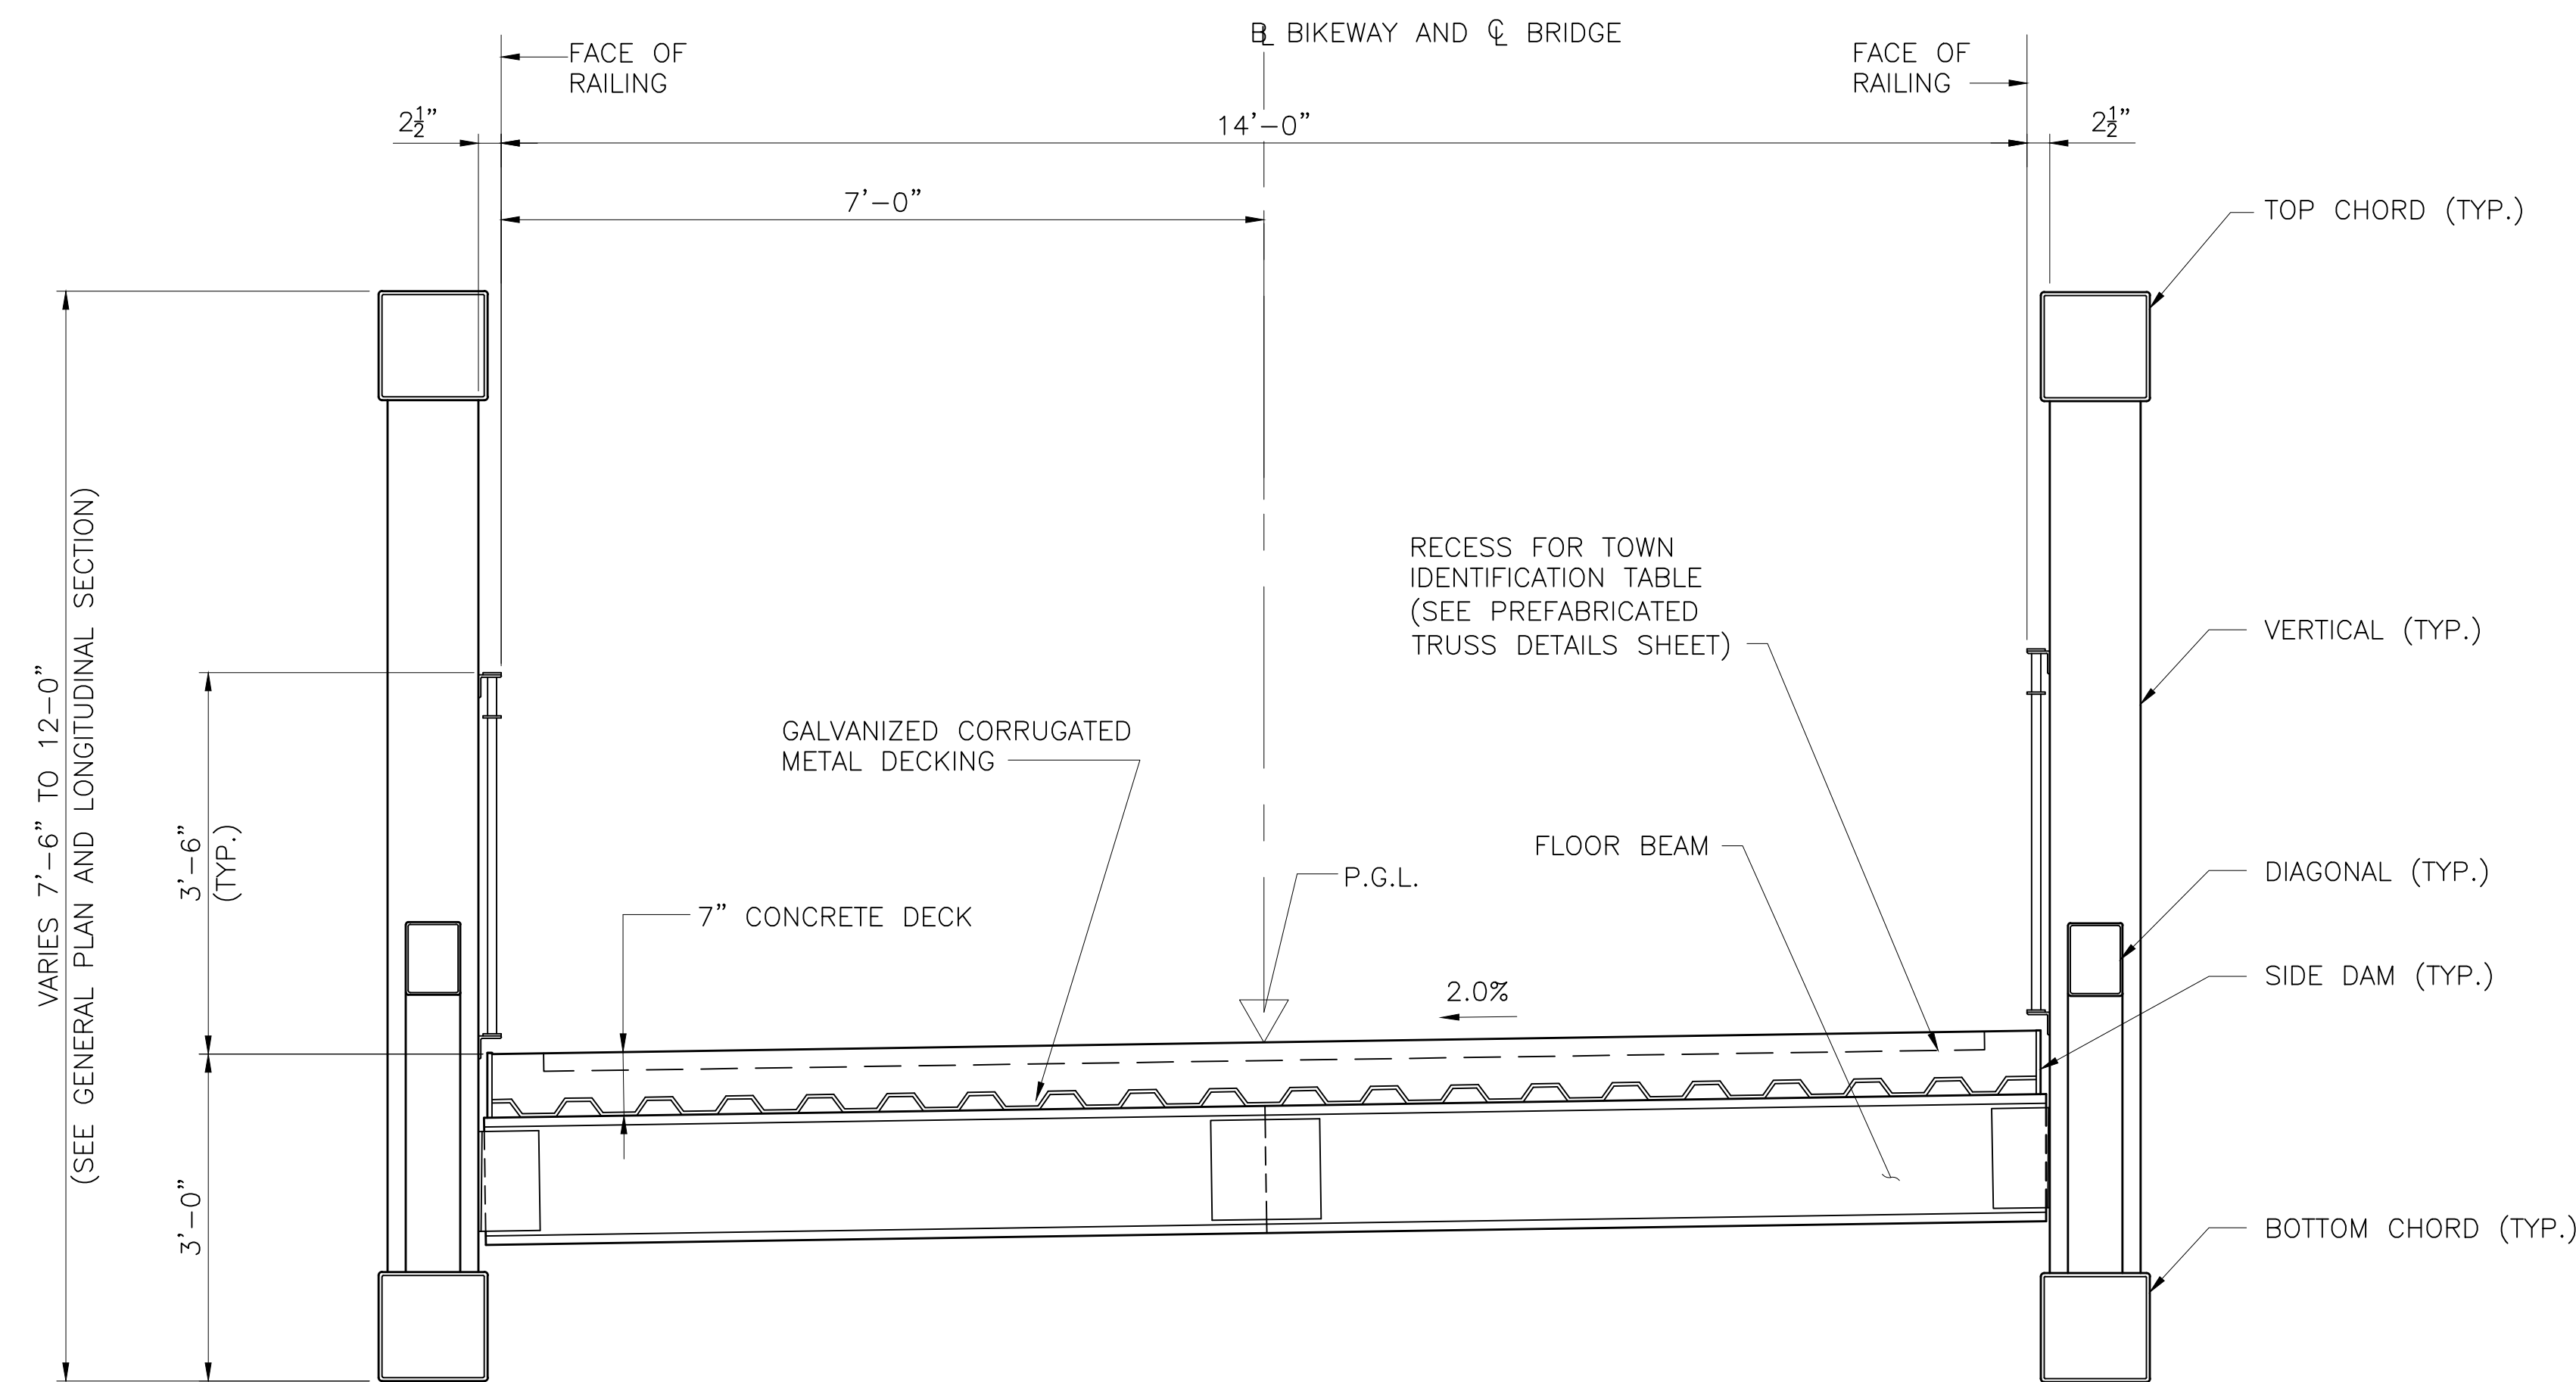 ℄ BIKEWAY AND ℄ BRIDGE
FACE OF
RAILING
FACE OF
RAILING
2½"
14'-0"
2½"
7'-0"
TOP CHORD (TYP.)
VARIES 7'-6" TO 12-0"
(SEE GENERAL PLAN AND LONGITUDINAL SECTION)
RECESS FOR TOWN
IDENTIFICATION TABLE
(SEE PREFABRICATED
TRUSS DETAILS SHEET)
VERTICAL (TYP.)
GALVANIZED CORRUGATED
METAL DECKING
3'-6"
(TYP.)
FLOOR BEAM
P.G.L.
DIAGONAL (TYP.)
7" CONCRETE DECK
2.0%
SIDE DAM (TYP.)
3'-0"
BOTTOM CHORD (TYP.)